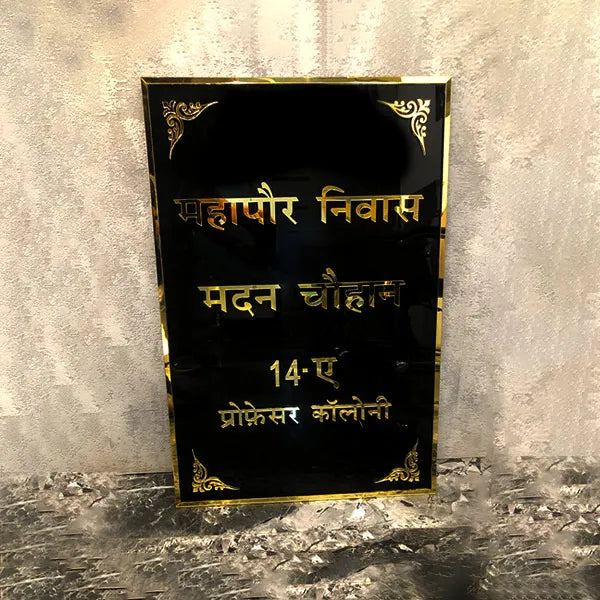 महापौर निवास
मदन चौहान
14-ए
प्रोफ़ेसर कॉलोनी